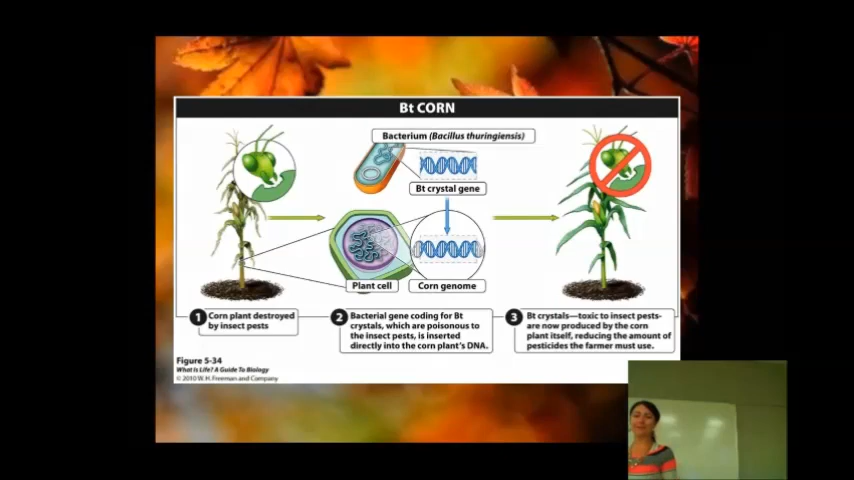 Bt CORN
Bacterium (Bacillus thuringiensis)
Bt crystal gene
Plant cell
Corn genome
1 Corn plant destroyed
by insect pests
2 Bacterial gene coding for Bt
crystals, which are poisonous to
the insect pests, is inserted
directly into the corn plant's DNA.
3 Bt crystals—toxic to insect pests-
are now produced by the corn
plant itself, reducing the amount of
pesticides the farmer must use.
Figure 5-34
What Is Life? A Guide To Biology
© 2010 W. H. Freeman and Company